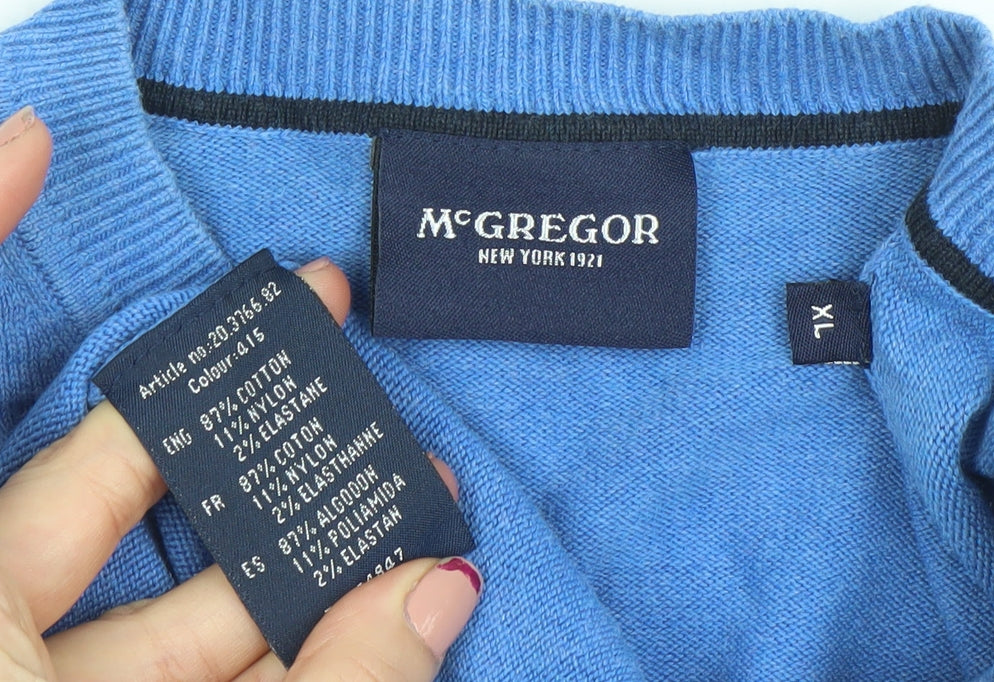 McGREGOR
NEW YORK 1921
XL
Article no.:20.3766.82
Colour:415
ENG 87% COTTON
11% NYLON
2% ELASTANE
FR 87% COTON
11% NYLON
2% ELASTHANNE
ES 87% ALGODON
11% POLIAMIDA
2% ELASTAN